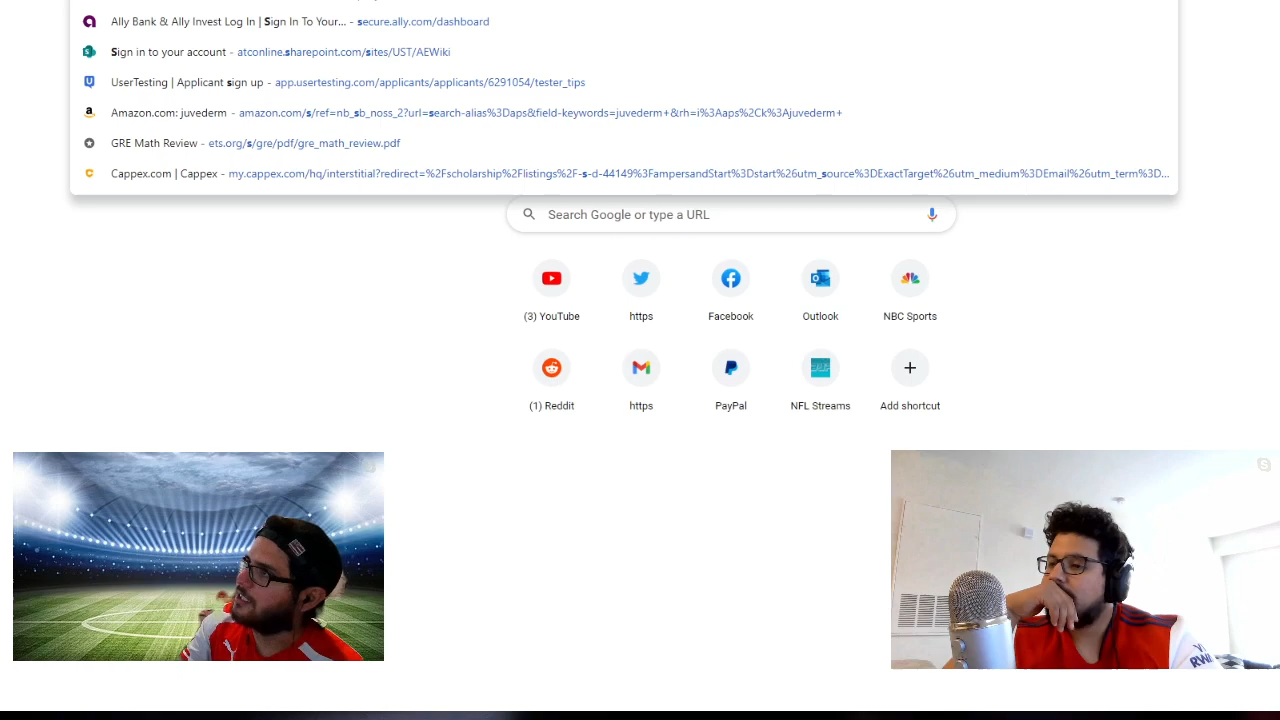 Ally Bank & Ally Invest Log In | Sign In To Your... - secure.ally.com/dashboard
Sign in to your account - atconline.sharepoint.com/sites/UST/AEWiki
UserTesting | Applicant sign up - app.usertesting.com/applicants/applicants/6291054/tester_tips
Amazon.com: juvederm - amazon.com/s/ref=nb_sb_noss_2?url=search-alias%3Daps&field-keywords=juvederm+&rh=i%3Aaps%2Ck%3Ajuvederm+
GRE Math Review - ets.org/s/gre/pdf/gre_math_review.pdf
Cappex.com | Cappex - my.cappex.com/hq/interstitial?redirect=%2Fscholarship%2Flistings%2F-s-d-44149%3FampersandStart%3Dstart%26utm_source%3DExactTarget%26utm_medium%3DEmail%26utm_term%3D...
Search Google or type a URL
(3) YouTube
https
Facebook
Outlook
NBC Sports
(1) Reddit
https
PayPal
NFL Streams
Add shortcut